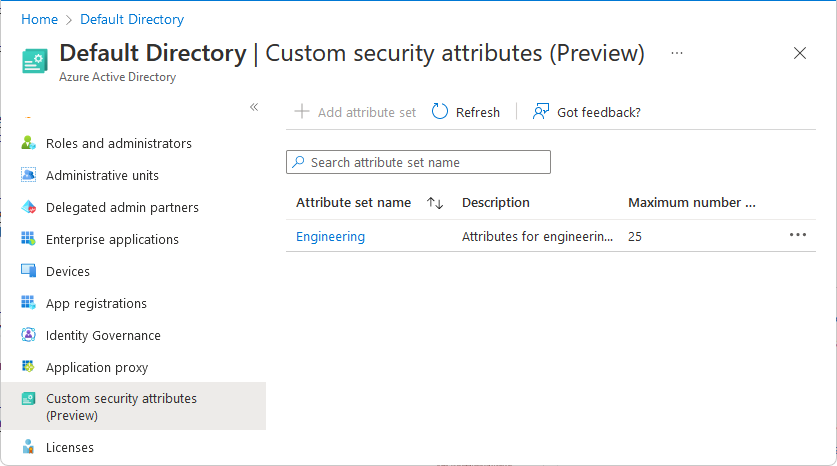 Home > Default Directory
Default Directory | Custom security attributes (Preview) ...
Azure Active Directory
«
Roles and administrators
Administrative units
Delegated admin partners
Enterprise applications
Devices
App registrations
Identity Governance
Application proxy
Custom security attributes
(Preview)
Licenses
+ Add attribute set Refresh Got feedback?
Search attribute set name
Attribute set name ↑↓ Description Maximum number ...
Engineering Attributes for engineerin... 25 ...